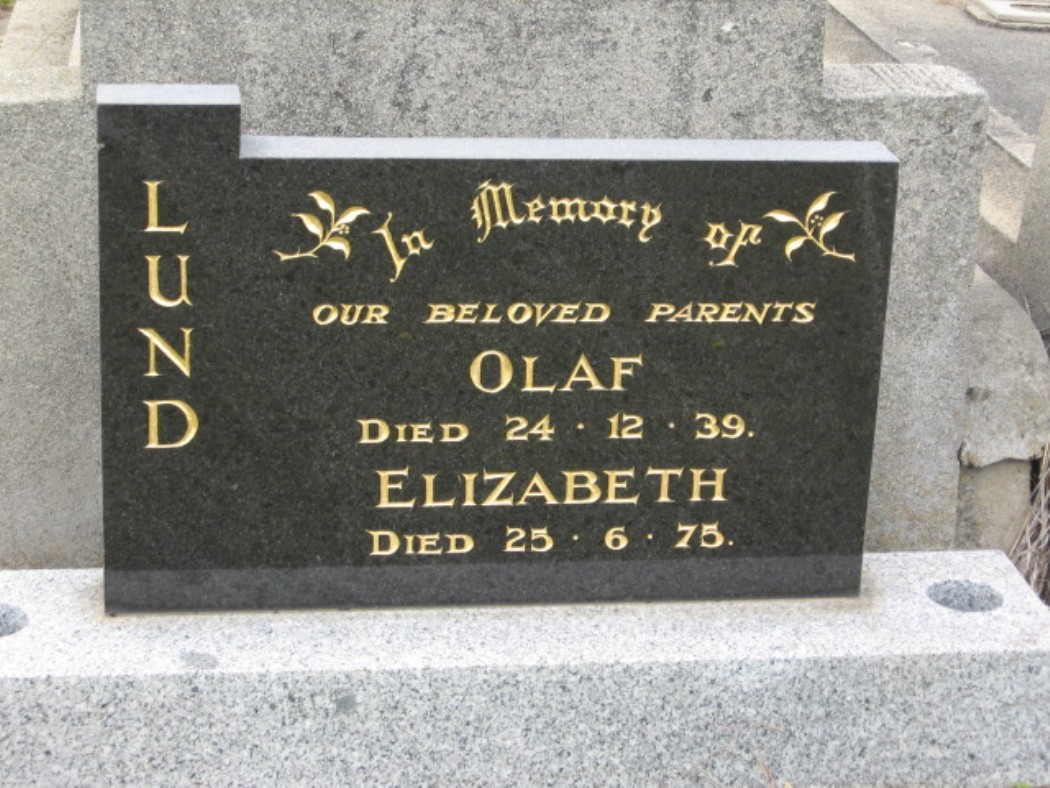 LUND
In Memory of
OUR BELOVED PARENTS
OLAF
DIED 24 · 12 · 39.
ELIZABETH
DIED 25 · 6 · 75.